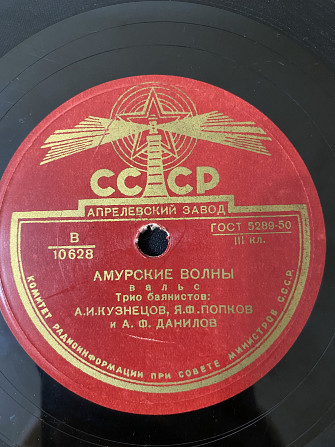 СССР
АПРЕЛЕВСКИЙ ЗАВОД
В
10628
ГОСТ 5289-50
III кл.
АМУРСКИЕ ВОЛНЫ
вальс
Трио баянистов:
А.И.КУЗНЕЦОВ, Я.Ф.ПОПКОВ
и А. Ф. ДАНИЛОВ
КОМИТЕТ РАДИОИНФОРМАЦИИ ПРИ СОВЕТЕ МИНИСТРОВ С.С.С.Р.